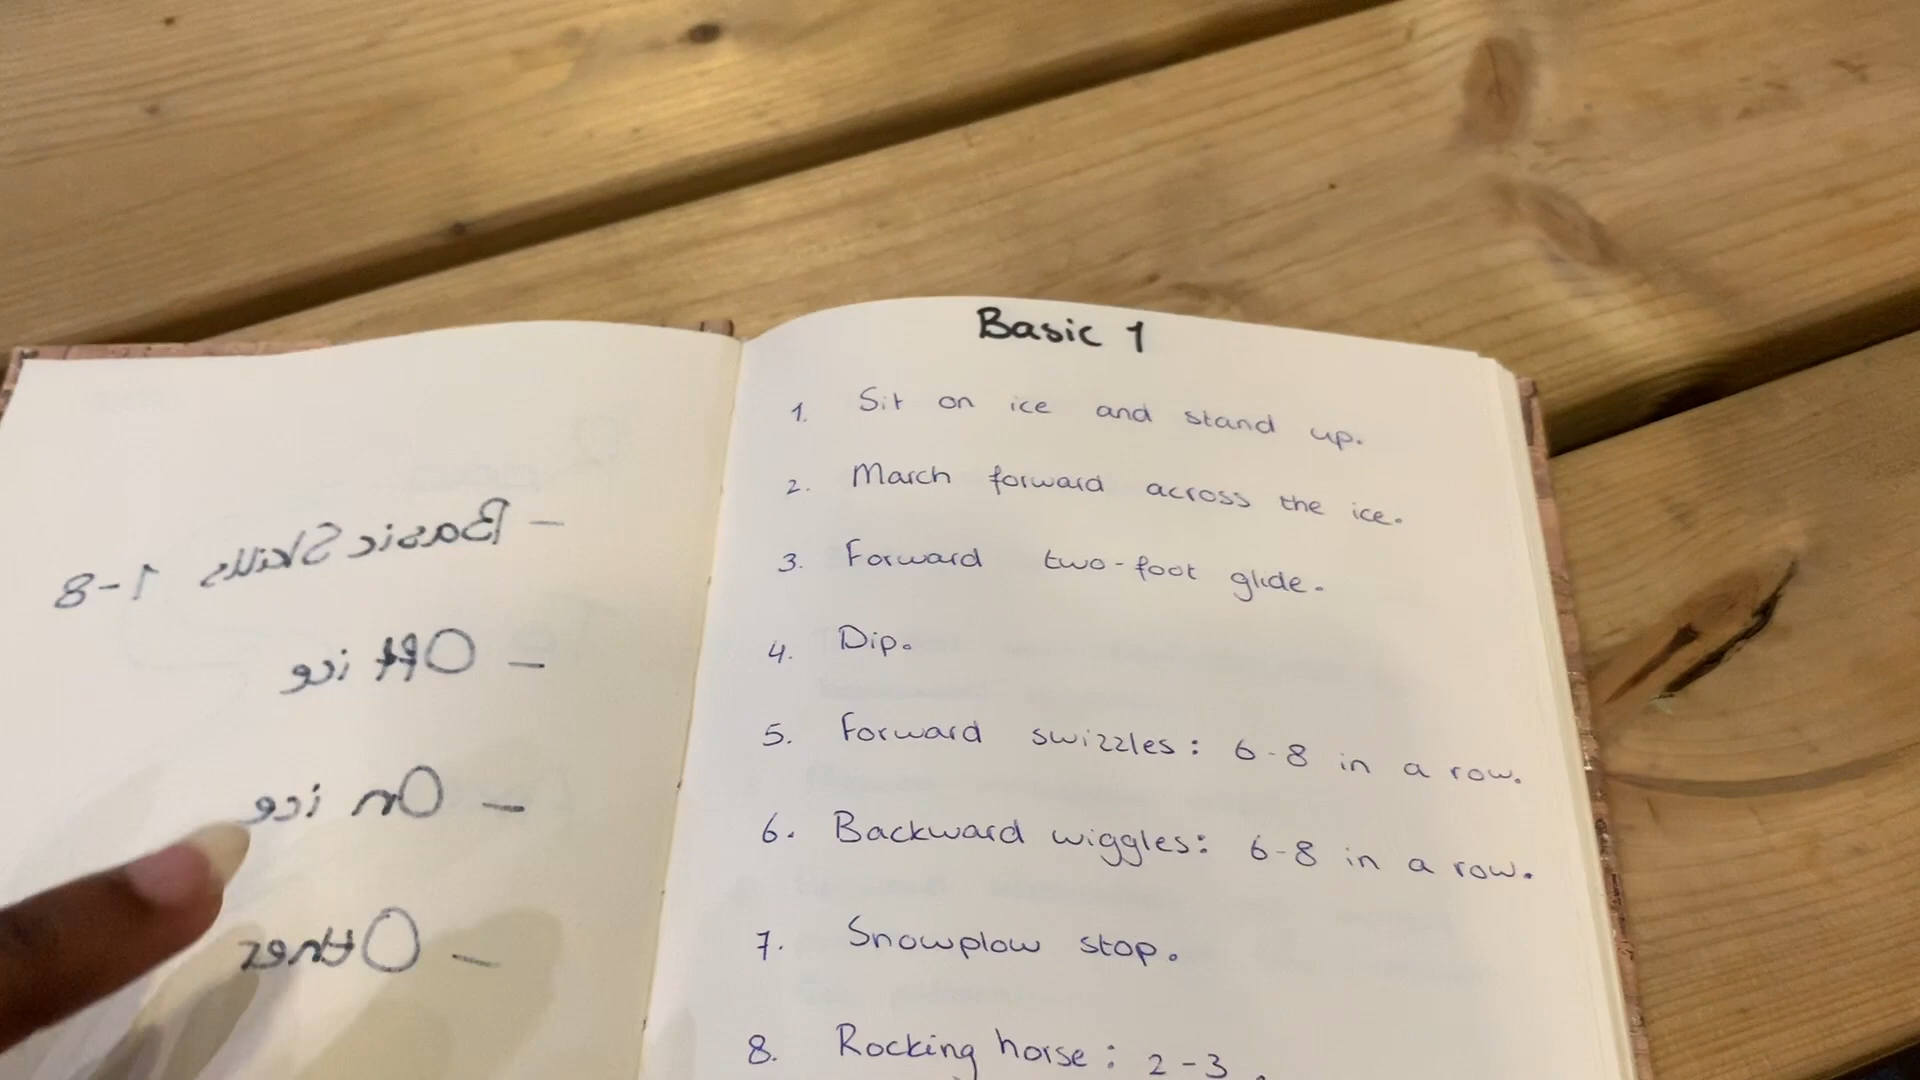 - Basic Skills 1-8
- Off ice
- On ice
- Other
Basic 1
1. Sit on ice and stand up.
2. March forward across the ice.
3. Forward two-foot glide.
4. Dip.
5. Forward swizzles: 6-8 in a row.
6. Backward wiggles: 6-8 in a row.
7. Snowplow stop.
8. Rocking horse: 2-3.